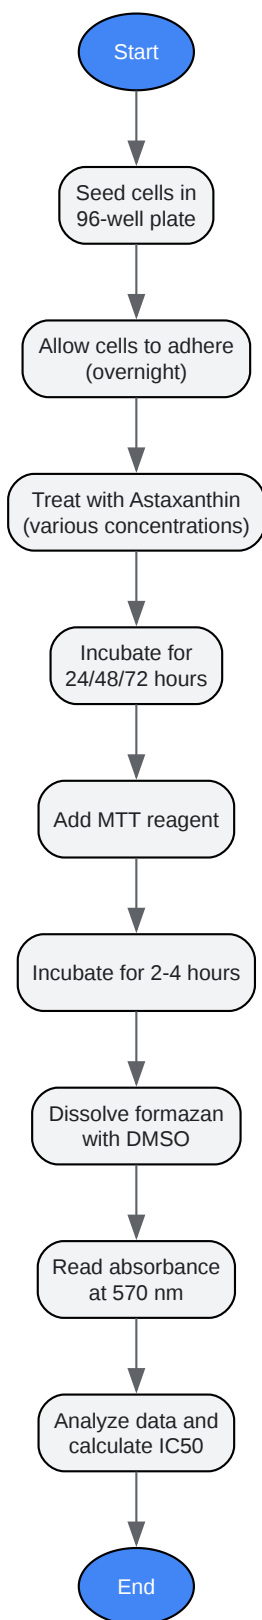 Start
Seed cells in
96-well plate
Allow cells to adhere
(overnight)
Treat with Astaxanthin
(various concentrations)
Incubate for
24/48/72 hours
Add MTT reagent
Incubate for 2-4 hours
Dissolve formazan
with DMSO
Read absorbance
at 570 nm
Analyze data and
calculate IC50
End